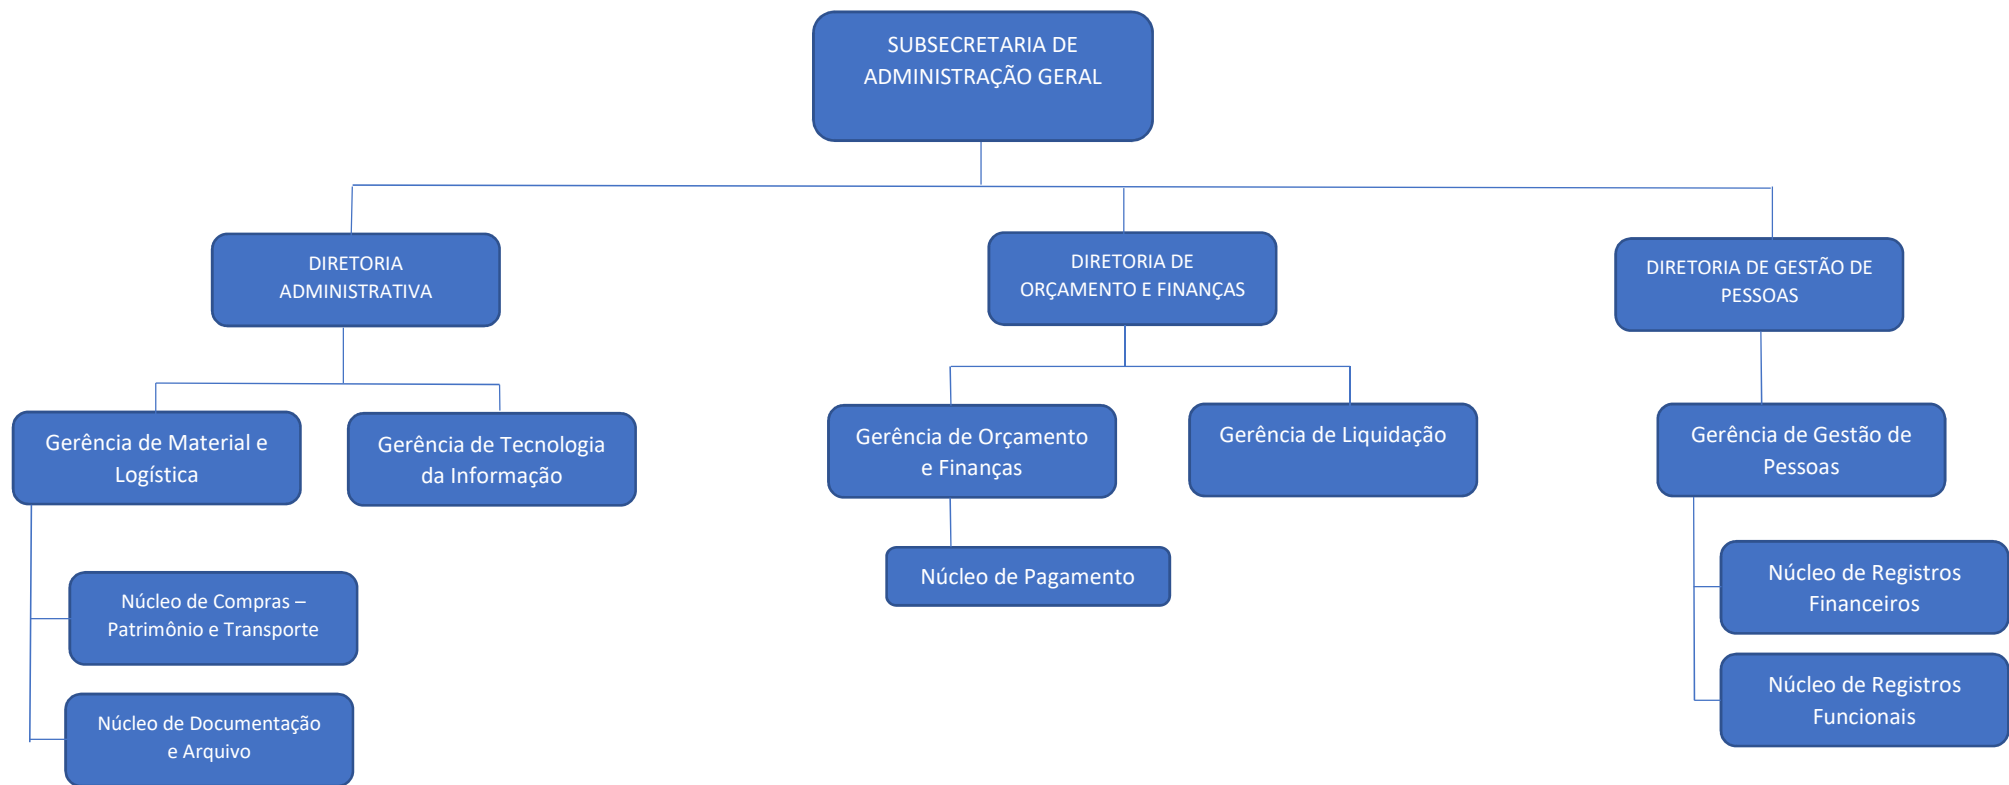 SUBSECRETARIA DE
ADMINISTRAÇÃO GERAL
DIRETORIA
ADMINISTRATIVA
DIRETORIA DE
ORÇAMENTO E FINANÇAS
DIRETORIA DE GESTÃO DE
PESSOAS
Gerência de Material e
Logística
Gerência de Tecnologia
da Informação
Gerência de Orçamento
e Finanças
Gerência de Liquidação
Gerência de Gestão de
Pessoas
Núcleo de Compras –
Patrimônio e Transporte
Núcleo de Documentação
e Arquivo
Núcleo de Pagamento
Núcleo de Registros
Financeiros
Núcleo de Registros
Funcionais